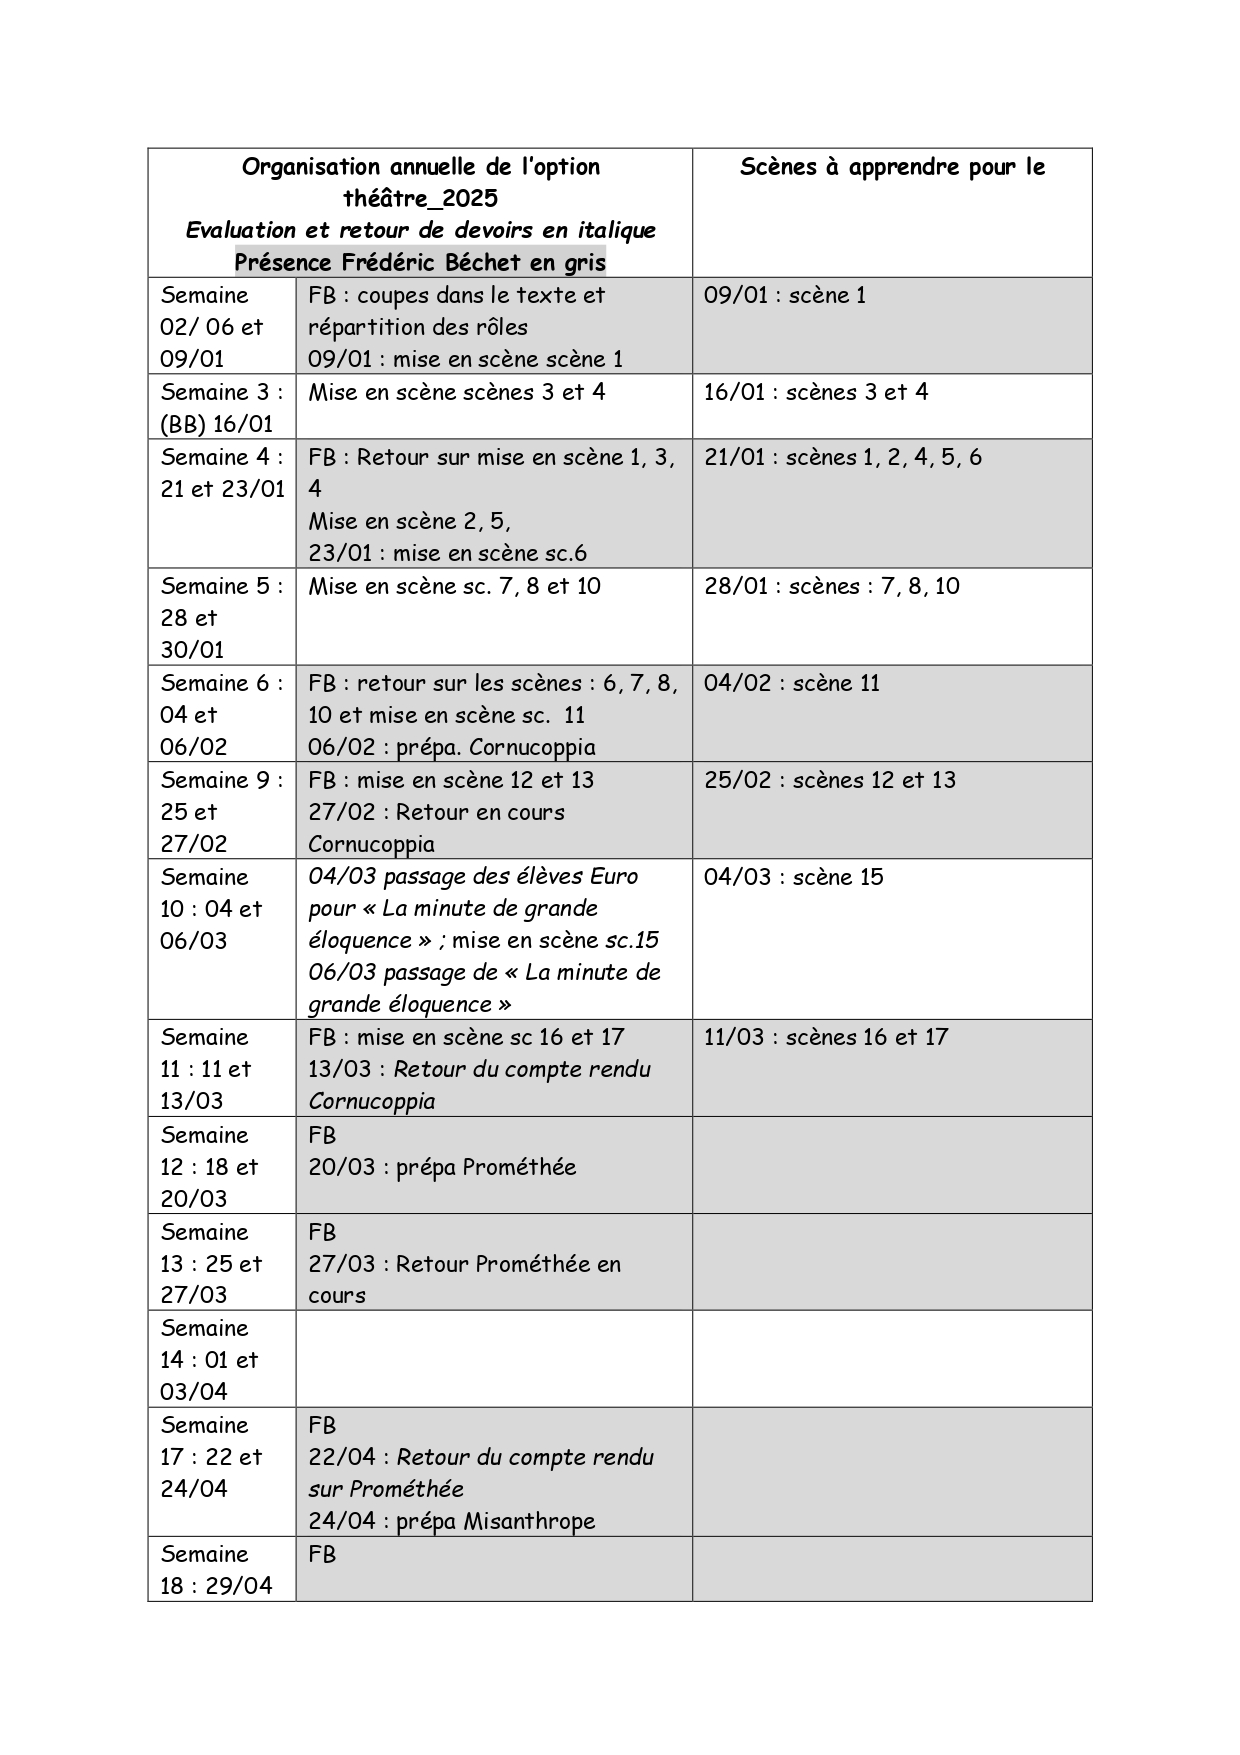 Organisation annuelle de l’option
théâtre_2025
Evaluation et retour de devoirs en italique
Présence Frédéric Béchet en gris
Scènes à apprendre pour le
Semaine
02/ 06 et
09/01
FB : coupes dans le texte et
répartition des rôles
09/01 : mise en scène scène 1
09/01 : scène 1
Semaine 3 :
(BB) 16/01
Mise en scène scènes 3 et 4
16/01 : scènes 3 et 4
Semaine 4 :
21 et 23/01
FB : Retour sur mise en scène 1, 3,
4
Mise en scène 2, 5,
23/01 : mise en scène sc.6
21/01 : scènes 1, 2, 4, 5, 6
Semaine 5 :
28 et
30/01
Mise en scène sc. 7, 8 et 10
28/01 : scènes : 7, 8, 10
Semaine 6 :
04 et
06/02
FB : retour sur les scènes : 6, 7, 8,
10 et mise en scène sc. 11
06/02 : prépa. Cornucoppia
04/02 : scène 11
Semaine 9 :
25 et
27/02
FB : mise en scène 12 et 13
27/02 : Retour en cours
Cornucoppia
25/02 : scènes 12 et 13
Semaine
10 : 04 et
06/03
04/03 passage des élèves Euro
pour « La minute de grande
éloquence » ; mise en scène sc.15
06/03 passage de « La minute de
grande éloquence »
04/03 : scène 15
Semaine
11 : 11 et
13/03
FB : mise en scène sc 16 et 17
13/03 : Retour du compte rendu
Cornucoppia
11/03 : scènes 16 et 17
Semaine
12 : 18 et
20/03
FB
20/03 : prépa Prométhée
Semaine
13 : 25 et
27/03
FB
27/03 : Retour Prométhée en
cours
Semaine
14 : 01 et
03/04
Semaine
17 : 22 et
24/04
FB
22/04 : Retour du compte rendu
sur Prométhée
24/04 : prépa Misanthrope
Semaine
18 : 29/04
FB